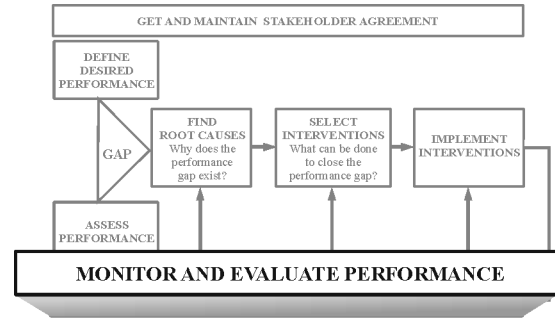 GET AND MAINTAIN STAKEHOLDER AGREEMENT
DEFINE
DESIRED
PERFORMANCE
GAP
FIND
ROOT CAUSES
Why does the
performance
gap exist?
SELECT
INTERVENTIONS
What can be done
to close the
performance gap?
IMPLEMENT
INTERVENTIONS
ASSESS
PERFORMANCE
MONITOR AND EVALUATE PERFORMANCE